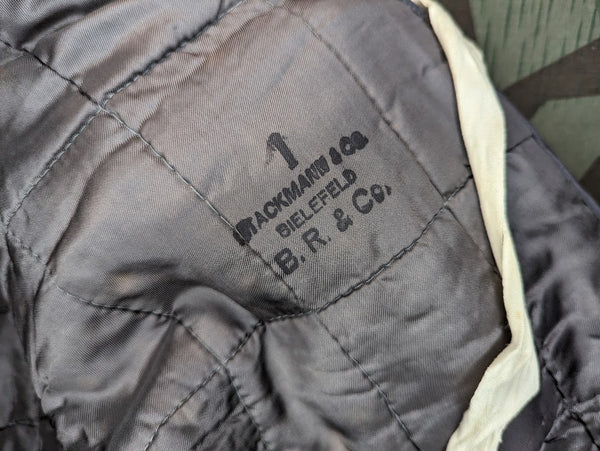 1
STACKMANN & CO.
BIELEFELD
B. R. & Co.